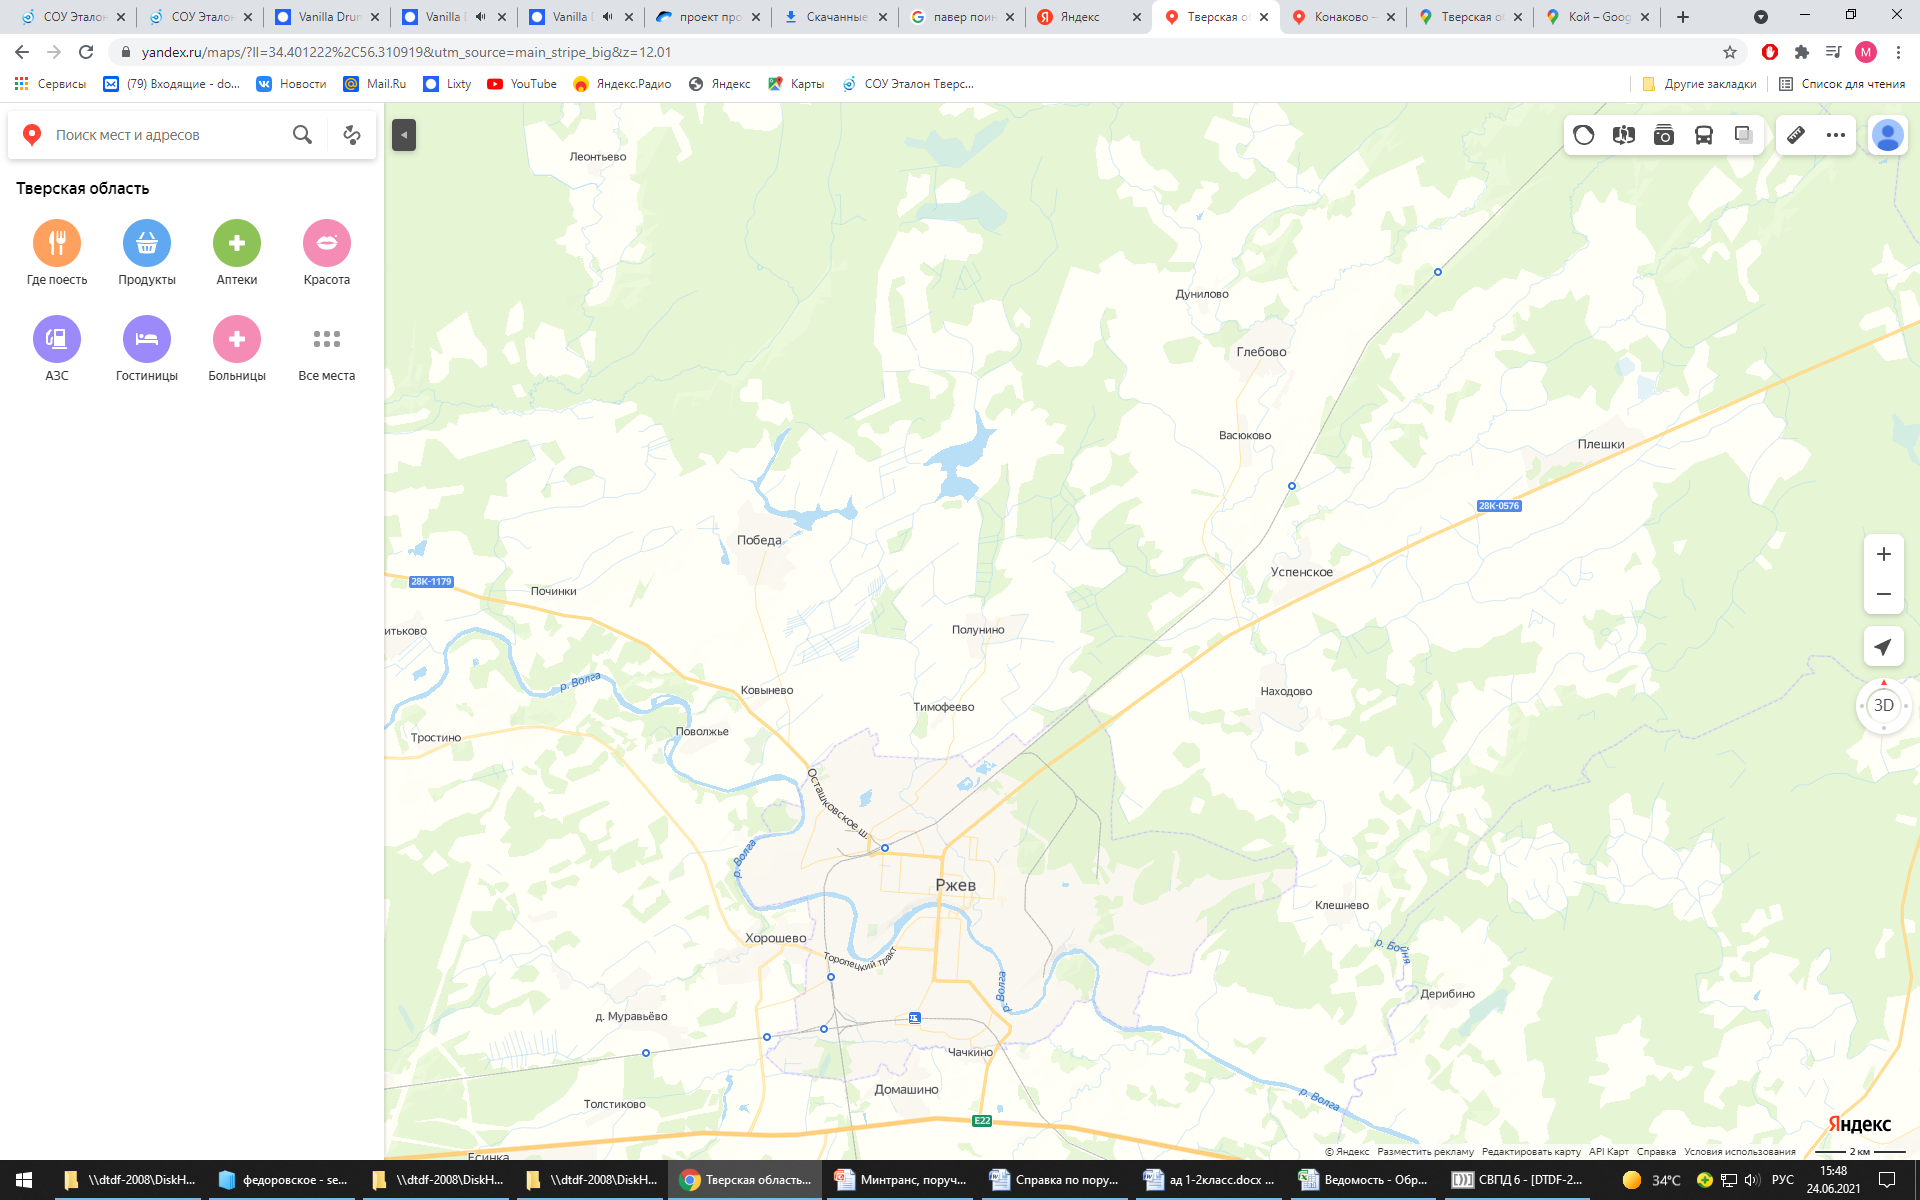 СОУ Эталон
СОУ Эталон
Vanilla Drum
Vanilla
Vanilla
проект про
Скачанные
павер поин
Яндекс
Тверская о
Конаково –
Тверская о
Кой – Goog
yandex.ru/maps/?ll=34.401222%2C56.310919&utm_source=main_stripe_big&z=12.01
M
Сервисы
(79) Входящие - do...
Новости
Mail.Ru
Lixty
YouTube
Яндекс.Радио
Яндекс
Карты
СОУ Эталон Тверс...
Другие закладки
Список для чтения
Поиск мест и адресов
Тверская область
Где поесть
Продукты
Аптеки
Красота
АЗС
Гостиницы
Больницы
Все места
Леонтьево
Дунилово
Глебово
Васюково
Плешки
28К-0576
Победа
Успенское
28К-1179
Починки
итьково
Полунино
р. Волга
Ковынево
Находово
Тимофеево
Поволжье
Тростино
3D
Осташковское ш.
р. Волга
Ржев
Клешнево
Хорошево
р. Бойня
Торопецкий тракт
р. Волга
Дерибино
д. Муравьёво
Чачкино
Домашино
Толстиково
р. Волга
E22
Есинка
Яндекс
© Яндекс
Разместить рекламу
Редактировать карту
API Карт
Справка
Условия использования
2 км
\\dtdf-2008\DiskH...
федоровское - se...
\\dtdf-2008\DiskH...
\\dtdf-2008\DiskH...
Тверская область...
Минтранс, поруч...
Справка по пору...
ад 1-2класс.docx ...
Ведомость - Обр...
СВПД 6 - [DTDF-2...
34°C
РУС
15:48
24.06.2021